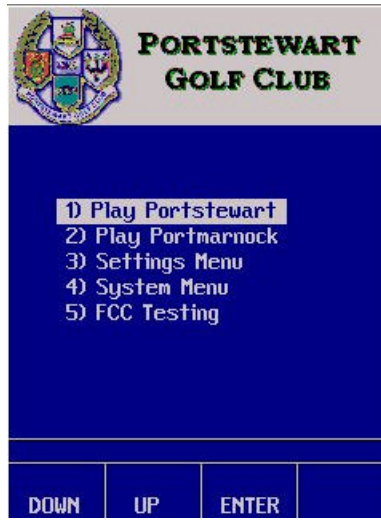 PORTSTEWART
GOLF CLUB
1) Play Portstewart
2) Play Portmarnock
3) Settings Menu
4) System Menu
5) FCC Testing
DOWN UP ENTER